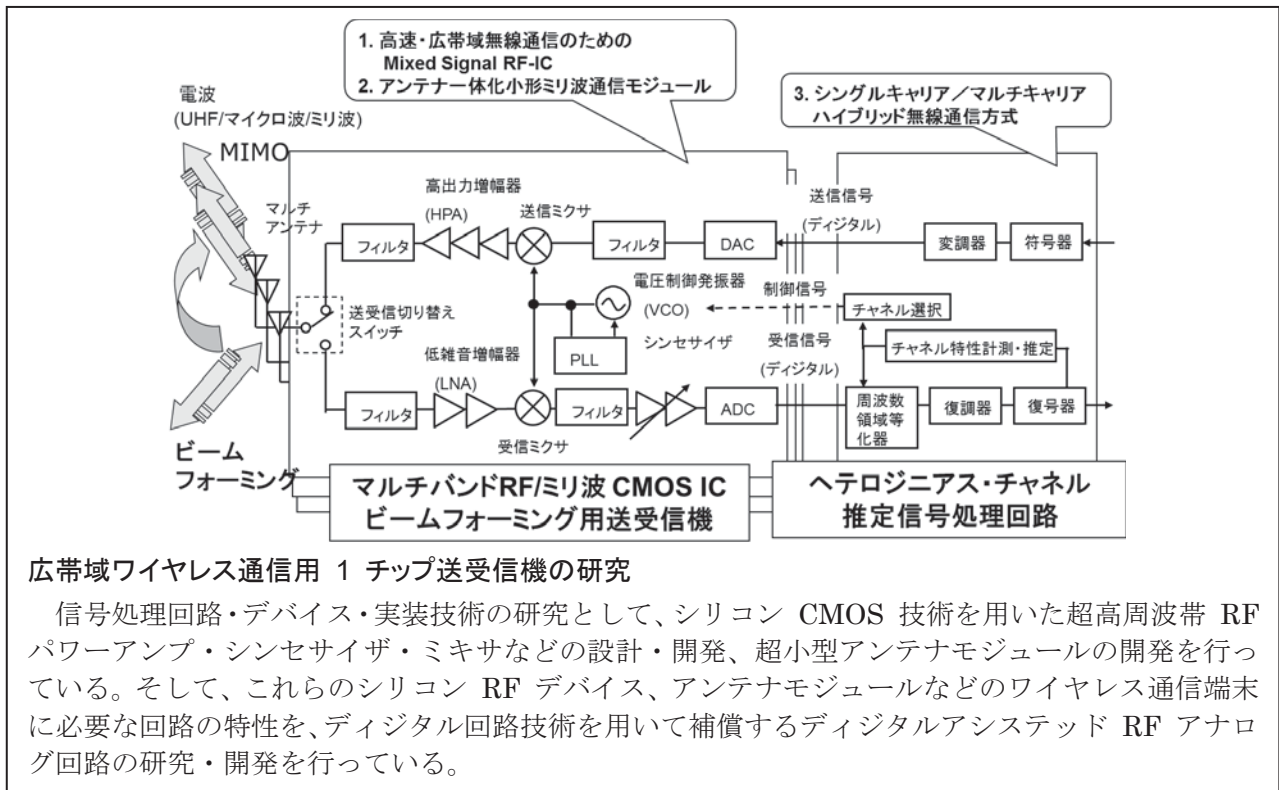 1. 高速・広帯域無線通信のための
Mixed Signal RF-IC
2. アンテナ一体化小形ミリ波通信モジュール
3. シングルキャリア／マルチキャリア
ハイブリッド無線通信方式
電波
(UHF/マイクロ波/ミリ波)
MIMO
マルチ
アンテナ
高出力増幅器
(HPA)
送信ミクサ
フィルタ
フィルタ
DAC
送信信号
(ディジタル)
変調器
符号器
電圧制御発振器
(VCO)
制御信号
チャネル選択
送受信切り替え
スイッチ
PLL
シンセサイザ
受信信号
(ディジタル)
チャネル特性計測・推定
低雑音増幅器
(LNA)
フィルタ
受信ミクサ
フィルタ
ADC
周波数
領域等
化器
復調器
復号器
ビーム
フォーミング
マルチバンドRF/ミリ波 CMOS IC
ビームフォーミング用送受信機
ヘテロジニアス・チャネル
推定信号処理回路
広帯域ワイヤレス通信用 1 チップ送受信機の研究
信号処理回路・デバイス・実装技術の研究として、シリコン CMOS 技術を用いた超高周波帯 RF
パワーアンプ・シンセサイザ・ミキサなどの設計・開発、超小型アンテナモジュールの開発を行っ
ている。そして、これらのシリコン RF デバイス、アンテナモジュールなどのワイヤレス通信端末
に必要な回路の特性を、ディジタル回路技術を用いて補償するディジタルアシステッド RF アナロ
グ回路の研究・開発を行っている。